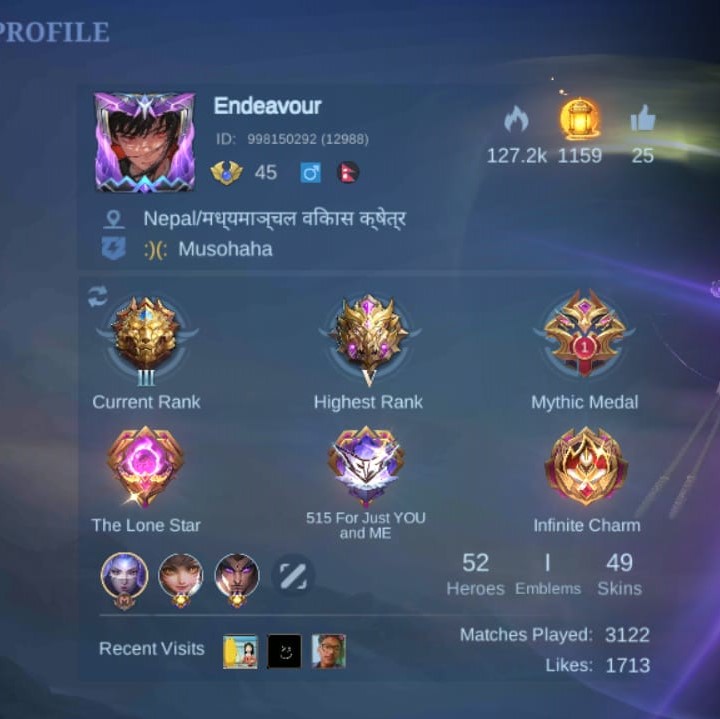 PROFILE
Endeavour
ID: 998150292 (12988)
45
127.2k 1159 25
Nepal/मध्यमाञ्चल विकास क्षेत्र
:)(: Musohaha
III V 1
Current Rank Highest Rank Mythic Medal
The Lone Star 515 For Just YOU and ME Infinite Charm
52 I 49
Heroes Emblems Skins
Recent Visits
Matches Played: 3122
Likes: 1713